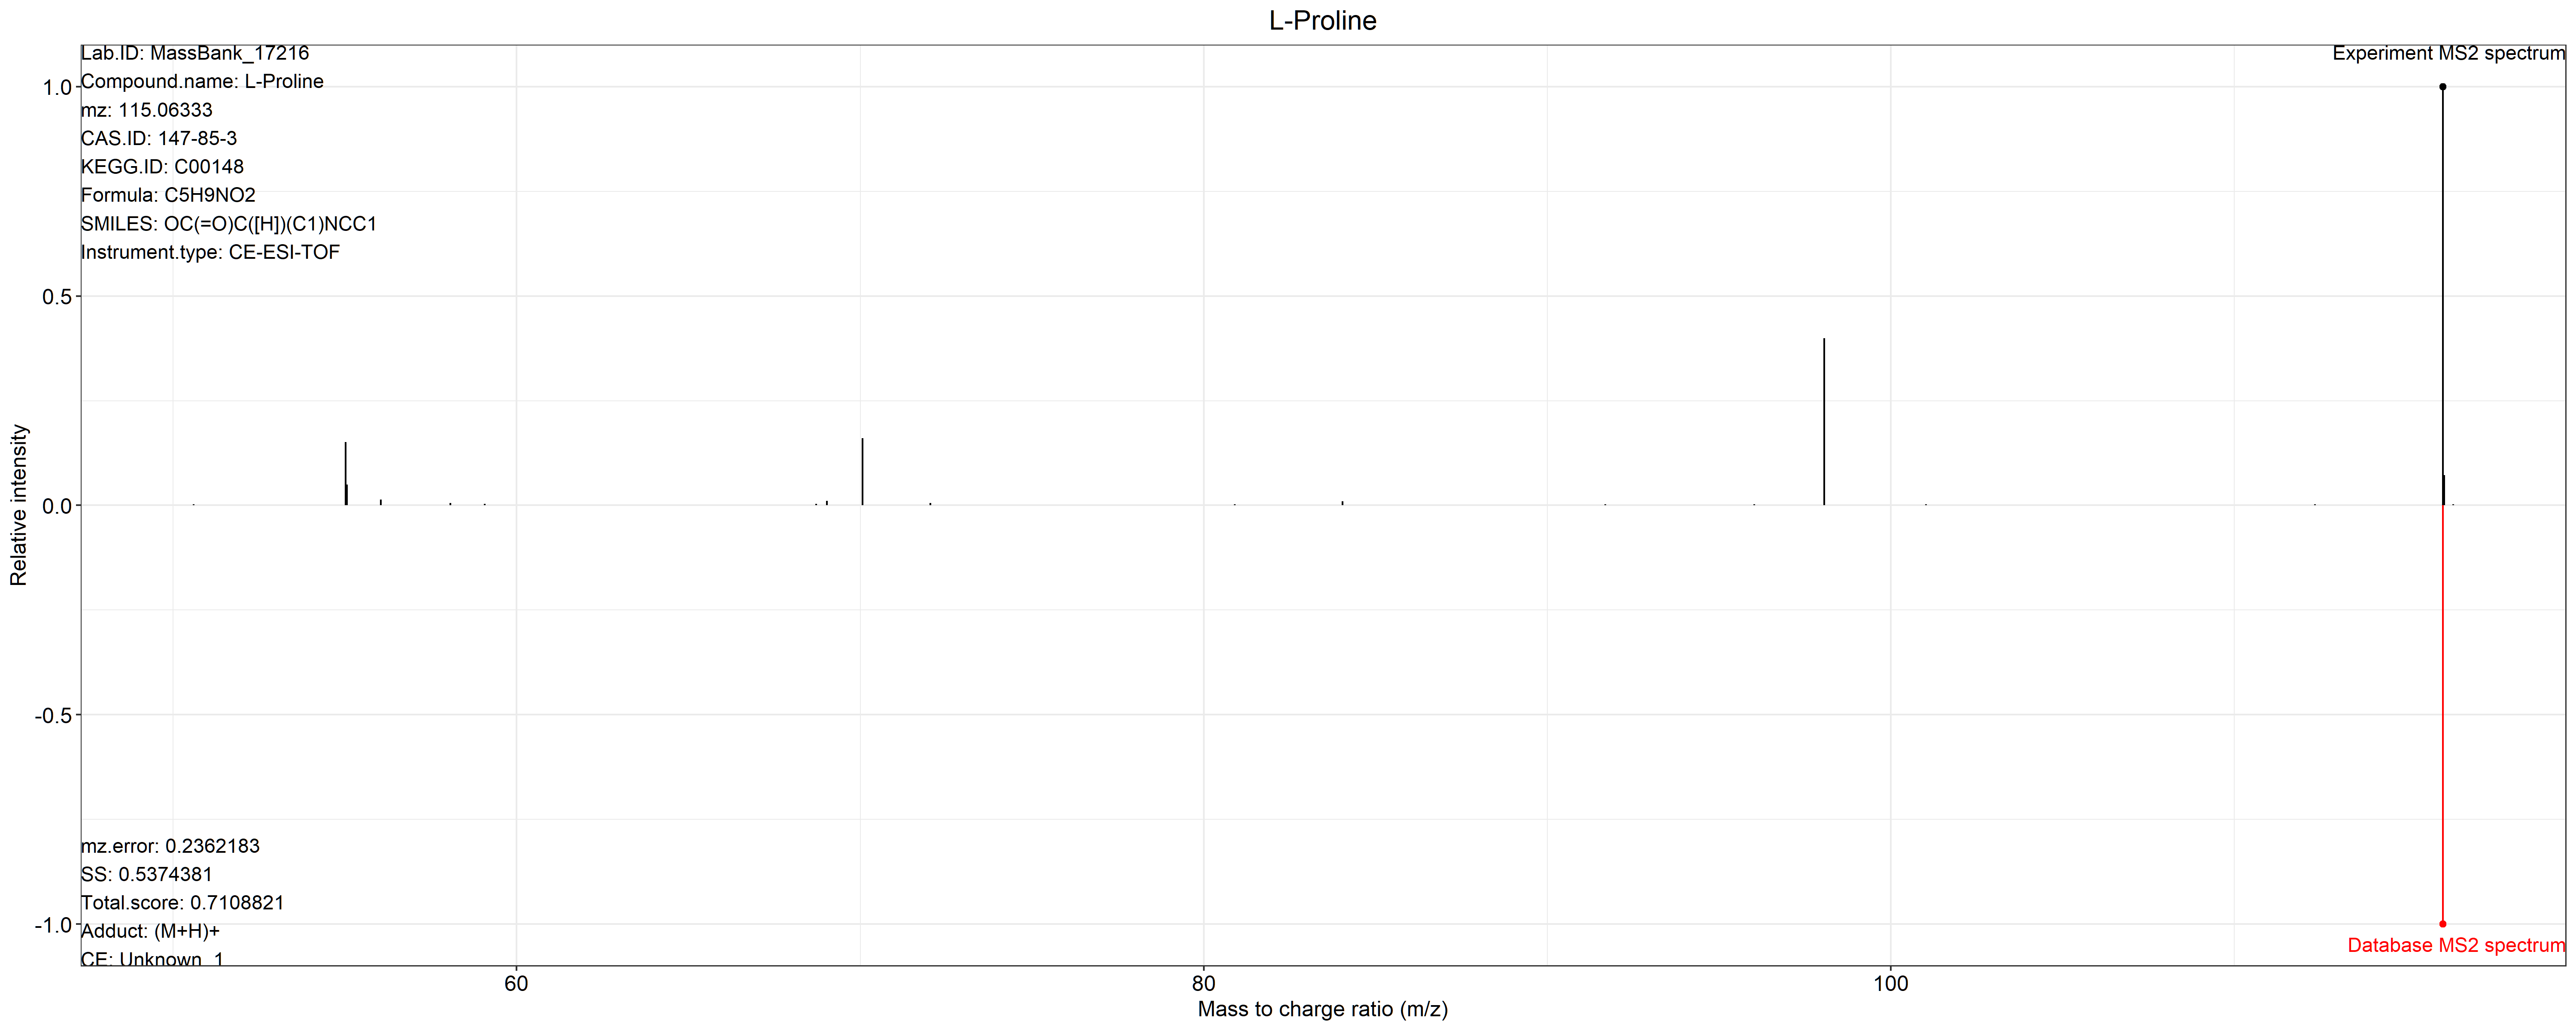 L-Proline
Lab.ID: MassBank_17216
Compound.name: L-Proline
mz: 115.06333
CAS.ID: 147-85-3
KEGG.ID: C00148
Formula: C5H9NO2
SMILES: OC(=O)C([H])(C1)NCC1
Instrument.type: CE-ESI-TOF
Experiment MS2 spectrum
1.0
0.5
0.0
-0.5
-1.0
Relative intensity
mz.error: 0.2362183
SS: 0.5374381
Total.score: 0.7108821
Adduct: (M+H)+
CE: Unknown_1
Database MS2 spectrum
60
80
100
Mass to charge ratio (m/z)